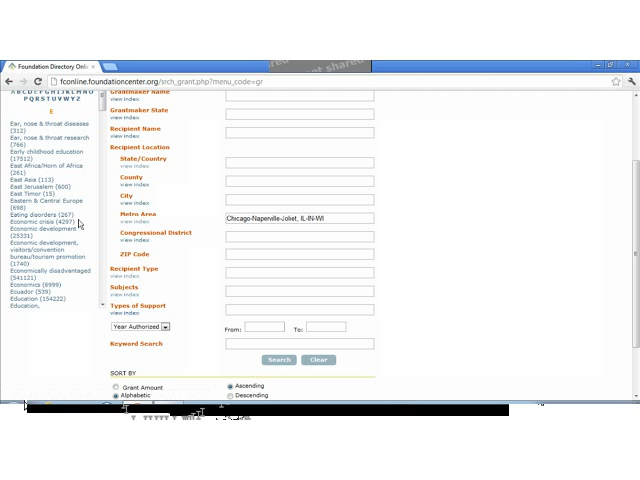 Foundation Directory Onlin
fconline.foundationcenter.org/srch_grant.php?menu_code=gr
A B C D E F G H I J K L M N O
P Q R S T U V W Y Z
E
Ear, nose & throat diseases
(312)
Ear, nose & throat research
(766)
Early childhood education
(17512)
East Africa/Horn of Africa
(261)
East Asia (113)
East Jerusalem (600)
East Timor (15)
Eastern & Central Europe
(698)
Eating disorders (267)
Economic crisis (4297)
Economic development
(25331)
Economic development,
visitors/convention
bureau/tourism promotion
(1740)
Economically disadvantaged
(541121)
Economics (6999)
Ecuador (539)
Education (154222)
Education,
Grantmaker Name
view index
Grantmaker State
view index
Recipient Name
view index
Recipient Location
State/Country
view index
County
view index
City
view index
Metro Area Chicago-Naperville-Joliet, IL-IN-WI
view index
Congressional District
view index
ZIP Code
Recipient Type
view index
Subjects
view index
Types of Support
view index
Year Authorized From: To:
Keyword Search
Search Clear
SORT BY
Grant Amount Ascending
Alphabetic Descending